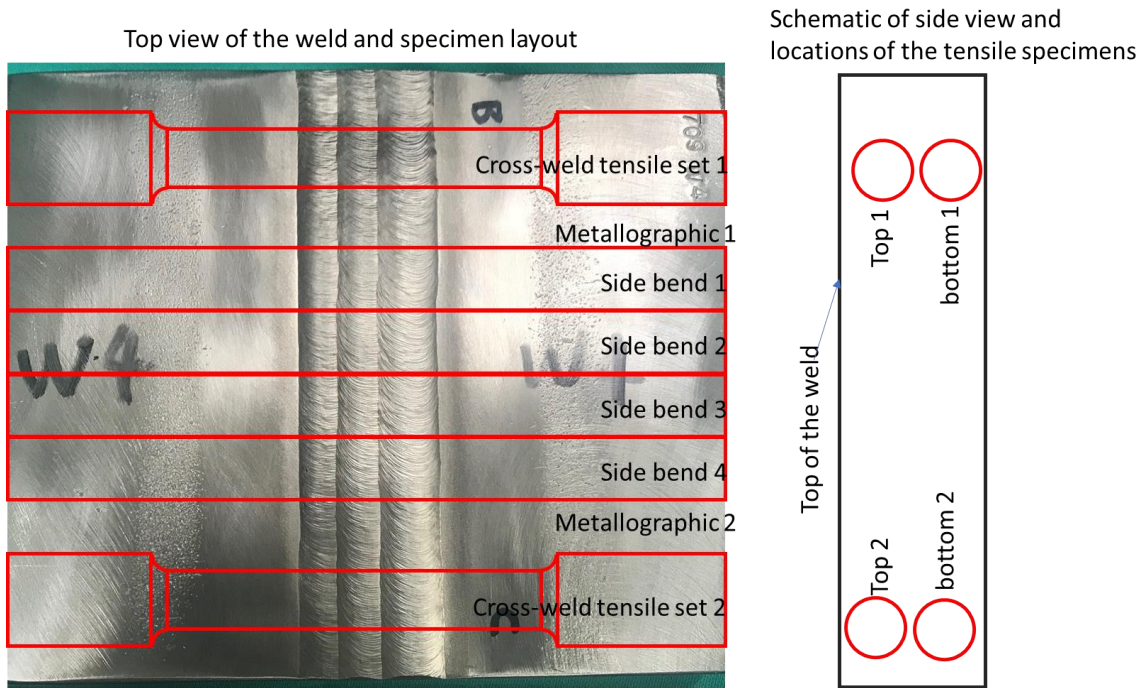 Top view of the weld and specimen layout
Schematic of side view and
locations of the tensile specimens
B
Cross-weld tensile set 1
Metallographic 1
Side bend 1
Side bend 2
W4
Side bend 3
Side bend 4
Metallographic 2
Cross-weld tensile set 2
C
Top 1
bottom 1
Top of the weld
Top 2
bottom 2